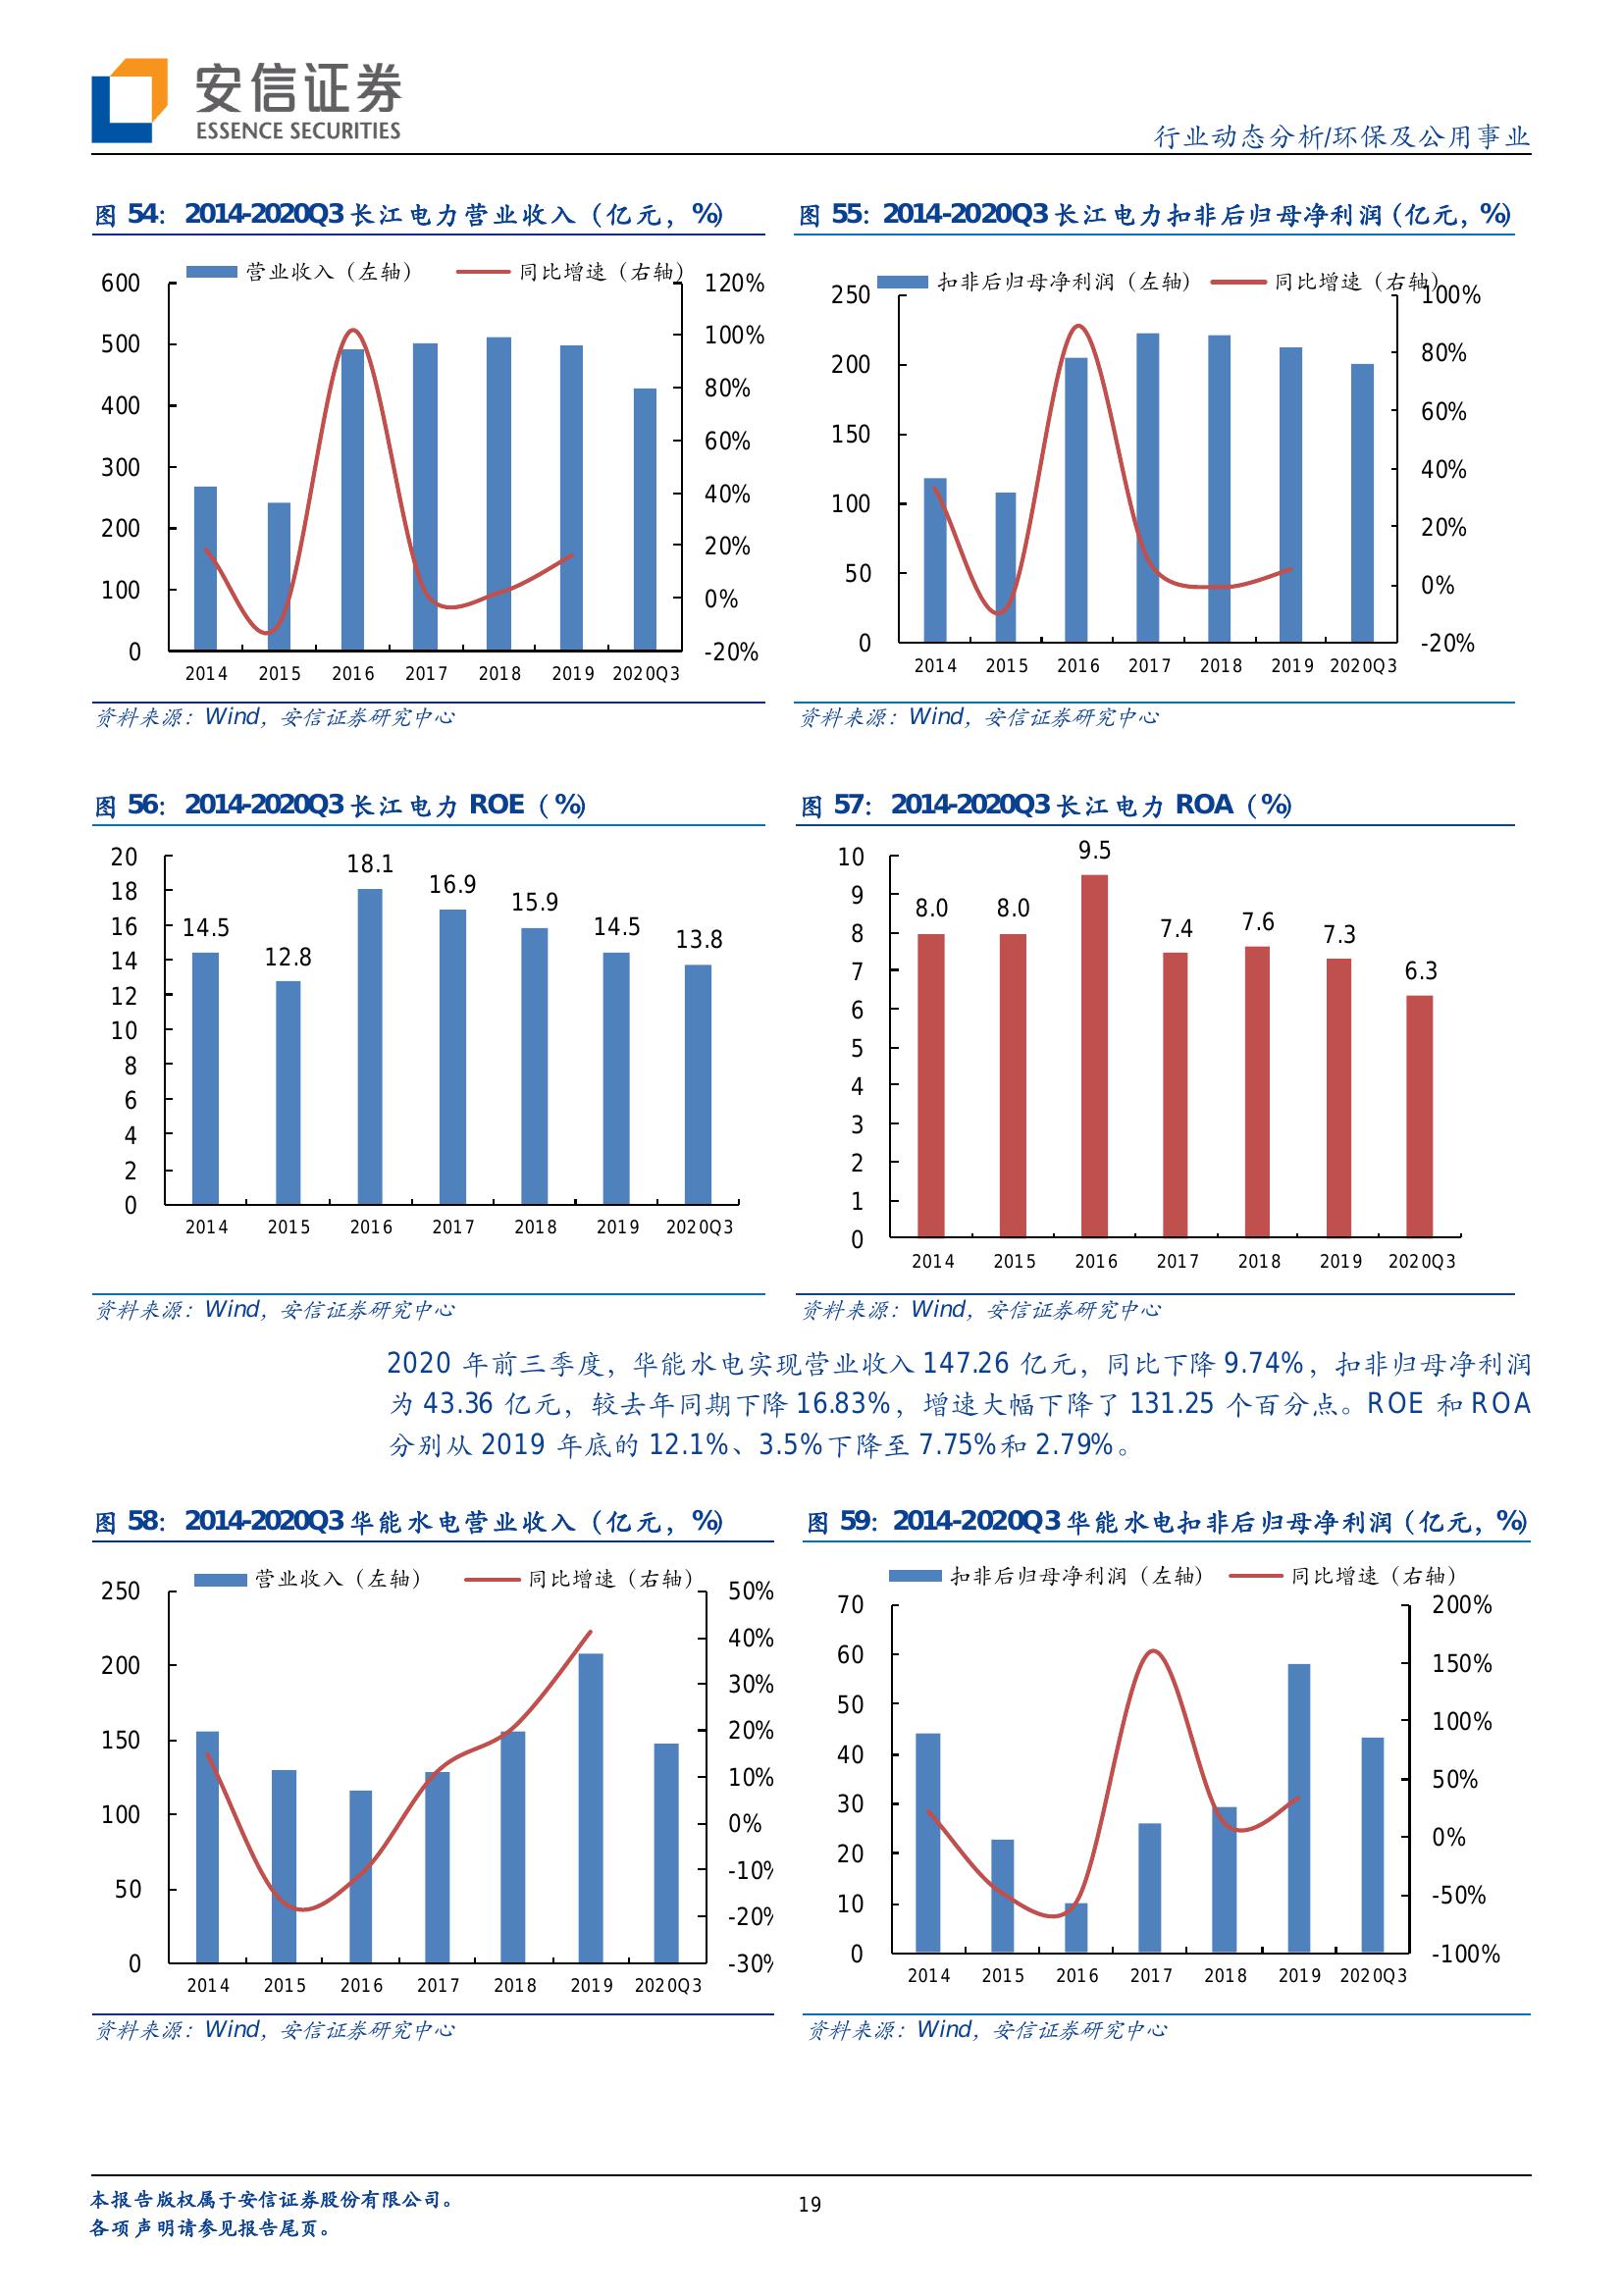 安信证券
ESSENCE SECURITIES
行业动态分析/环保及公用事业
图 54：2014-2020Q3 长江电力营业收入（亿元，%）
营业收入（左轴） 同比增速（右轴）
600
500
400
300
200
100
0
120%
100%
80%
60%
40%
20%
0%
-20%
2014 2015 2016 2017 2018 2019 2020Q3
资料来源：Wind，安信证券研究中心
图 55：2014-2020Q3 长江电力扣非后归母净利润（亿元，%）
扣非后归母净利润（左轴） 同比增速（右轴）
250
200
150
100
50
0
100%
80%
60%
40%
20%
0%
-20%
2014 2015 2016 2017 2018 2019 2020Q3
资料来源：Wind，安信证券研究中心
图 56：2014-2020Q3 长江电力 ROE（%）
20
18
16
14
12
10
8
6
4
2
0
14.5 12.8 18.1 16.9 15.9 14.5 13.8
2014 2015 2016 2017 2018 2019 2020Q3
资料来源：Wind，安信证券研究中心
图 57：2014-2020Q3 长江电力 ROA（%）
10
9
8
7
6
5
4
3
2
1
0
8.0 8.0 9.5 7.4 7.6 7.3 6.3
2014 2015 2016 2017 2018 2019 2020Q3
资料来源：Wind，安信证券研究中心
2020 年前三季度，华能水电实现营业收入 147.26 亿元，同比下降 9.74%，扣非归母净利润
为 43.36 亿元，较去年同期下降 16.83%，增速大幅下降了 131.25 个百分点。ROE 和 ROA
分别从 2019 年底的 12.1%、3.5%下降至 7.75%和 2.79%。
图 58：2014-2020Q3 华能水电营业收入（亿元，%）
营业收入（左轴） 同比增速（右轴）
250
200
150
100
50
0
50%
40%
30%
20%
10%
0%
-10%
-20%
-30%
2014 2015 2016 2017 2018 2019 2020Q3
资料来源：Wind，安信证券研究中心
图 59：2014-2020Q3 华能水电扣非后归母净利润（亿元，%）
扣非后归母净利润（左轴） 同比增速（右轴）
70
60
50
40
30
20
10
0
200%
150%
100%
50%
0%
-50%
-100%
2014 2015 2016 2017 2018 2019 2020Q3
资料来源：Wind，安信证券研究中心
本报告版权属于安信证券股份有限公司。
各项声明请参见报告尾页。
19